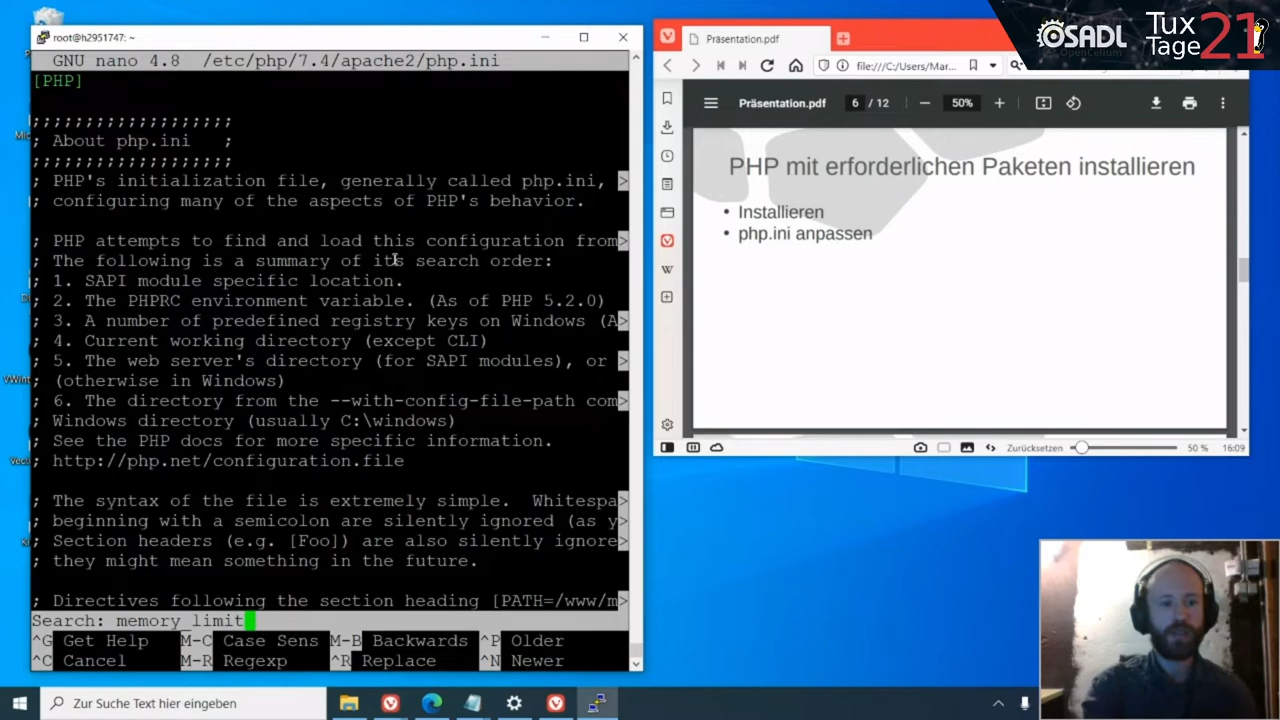 root@h2951747: ~
GNU nano 4.8 /etc/php/7.4/apache2/php.ini
[PHP]
;;;;;;;;;;;;;;;;;;;
; About php.ini ;
;;;;;;;;;;;;;;;;;;;
; PHP's initialization file, generally called php.ini, >
; configuring many of the aspects of PHP's behavior.
; PHP attempts to find and load this configuration from>
; The following is a summary of its search order:
; 1. SAPI module specific location.
; 2. The PHPRC environment variable. (As of PHP 5.2.0)
; 3. A number of predefined registry keys on Windows (A>
; 4. Current working directory (except CLI)
; 5. The web server's directory (for SAPI modules), or >
; (otherwise in Windows)
; 6. The directory from the --with-config-file-path com>
; Windows directory (usually C:\windows)
; See the PHP docs for more specific information.
; http://php.net/configuration.file
; The syntax of the file is extremely simple. Whitespa>
; beginning with a semicolon are silently ignored (as y>
; Section headers (e.g. [Foo]) are also silently ignore>
; they might mean something in the future.
; Directives following the section heading [PATH=/www/m>
Search: memory_limit
^G Get Help M-C Case Sens M-B Backwards ^P Older
^C Cancel M-R Regexp ^R Replace ^N Newer
Präsentation.pdf
file:///C:/Users/Mar...
Präsentation.pdf 6 / 12 50%
PHP mit erforderlichen Paketen installieren
• Installieren
• php.ini anpassen
Zurücksetzen 50 % 16:09
OSADL
Tux
Tage
21
Zur Suche Text hier eingeben